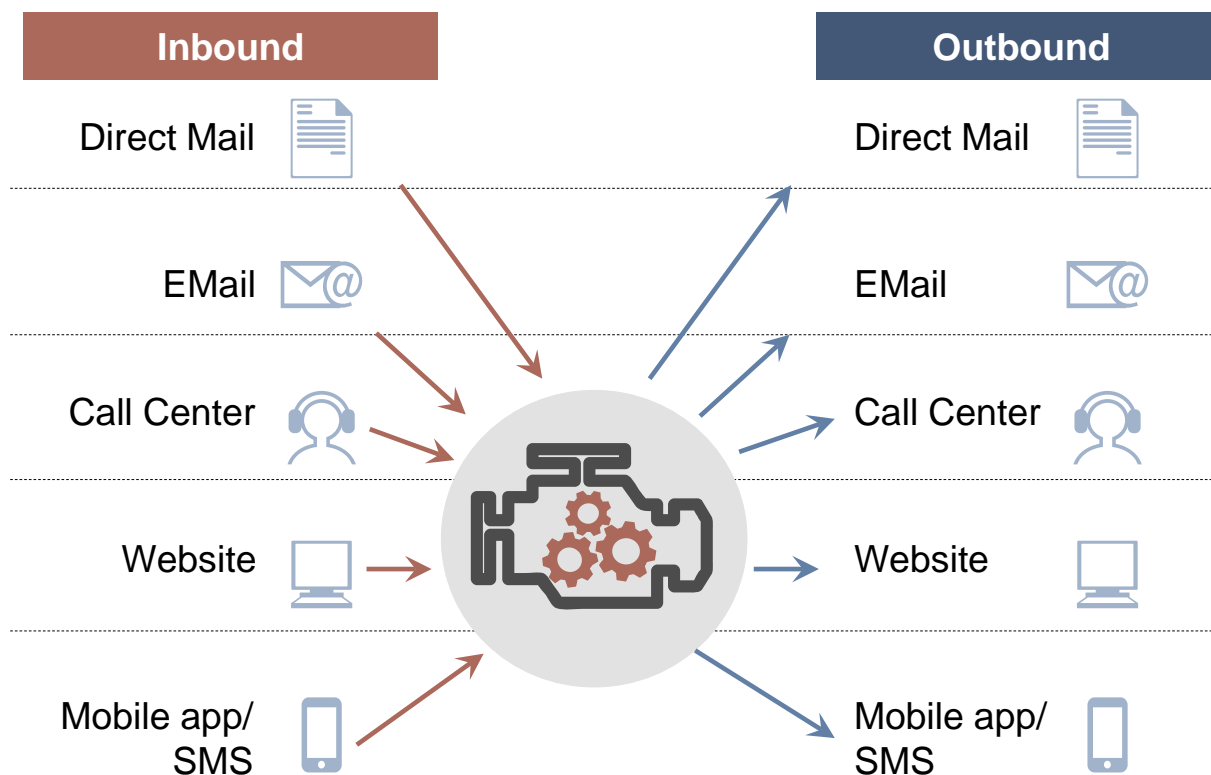 Inbound
Outbound
Direct Mail
Direct Mail
EMail
@
EMail
@
Call Center
Call Center
Website
Website
Mobile app/
SMS
Mobile app/
SMS